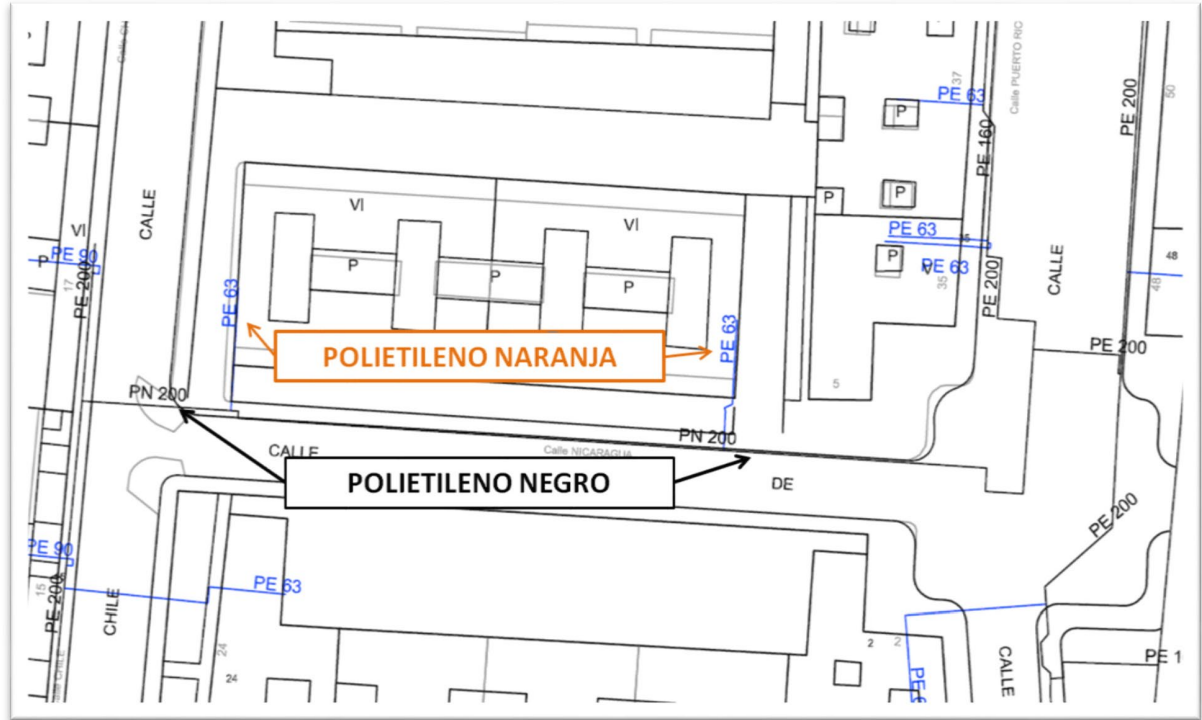 37
PE 63
Calle PUERTO RIC
PE 200
50
P
PE 160
VI
VI
P
P
CALLE
VI
PE 63
48
PE 90
P
P
P
P
P
PE 63
35
CALLE
48
17
PE 200
PE 63
PE 63
PE 200
POLIETILENO NARANJA
PE 200
5
PN 200
PN 200
CALLE
Calle NICARAGUA
POLIETILENO NEGRO
DE
PE 200
PE 90
15
PE 200
PE 63
CHILE
24
24
2
2
CALLE
PE 1
P
P